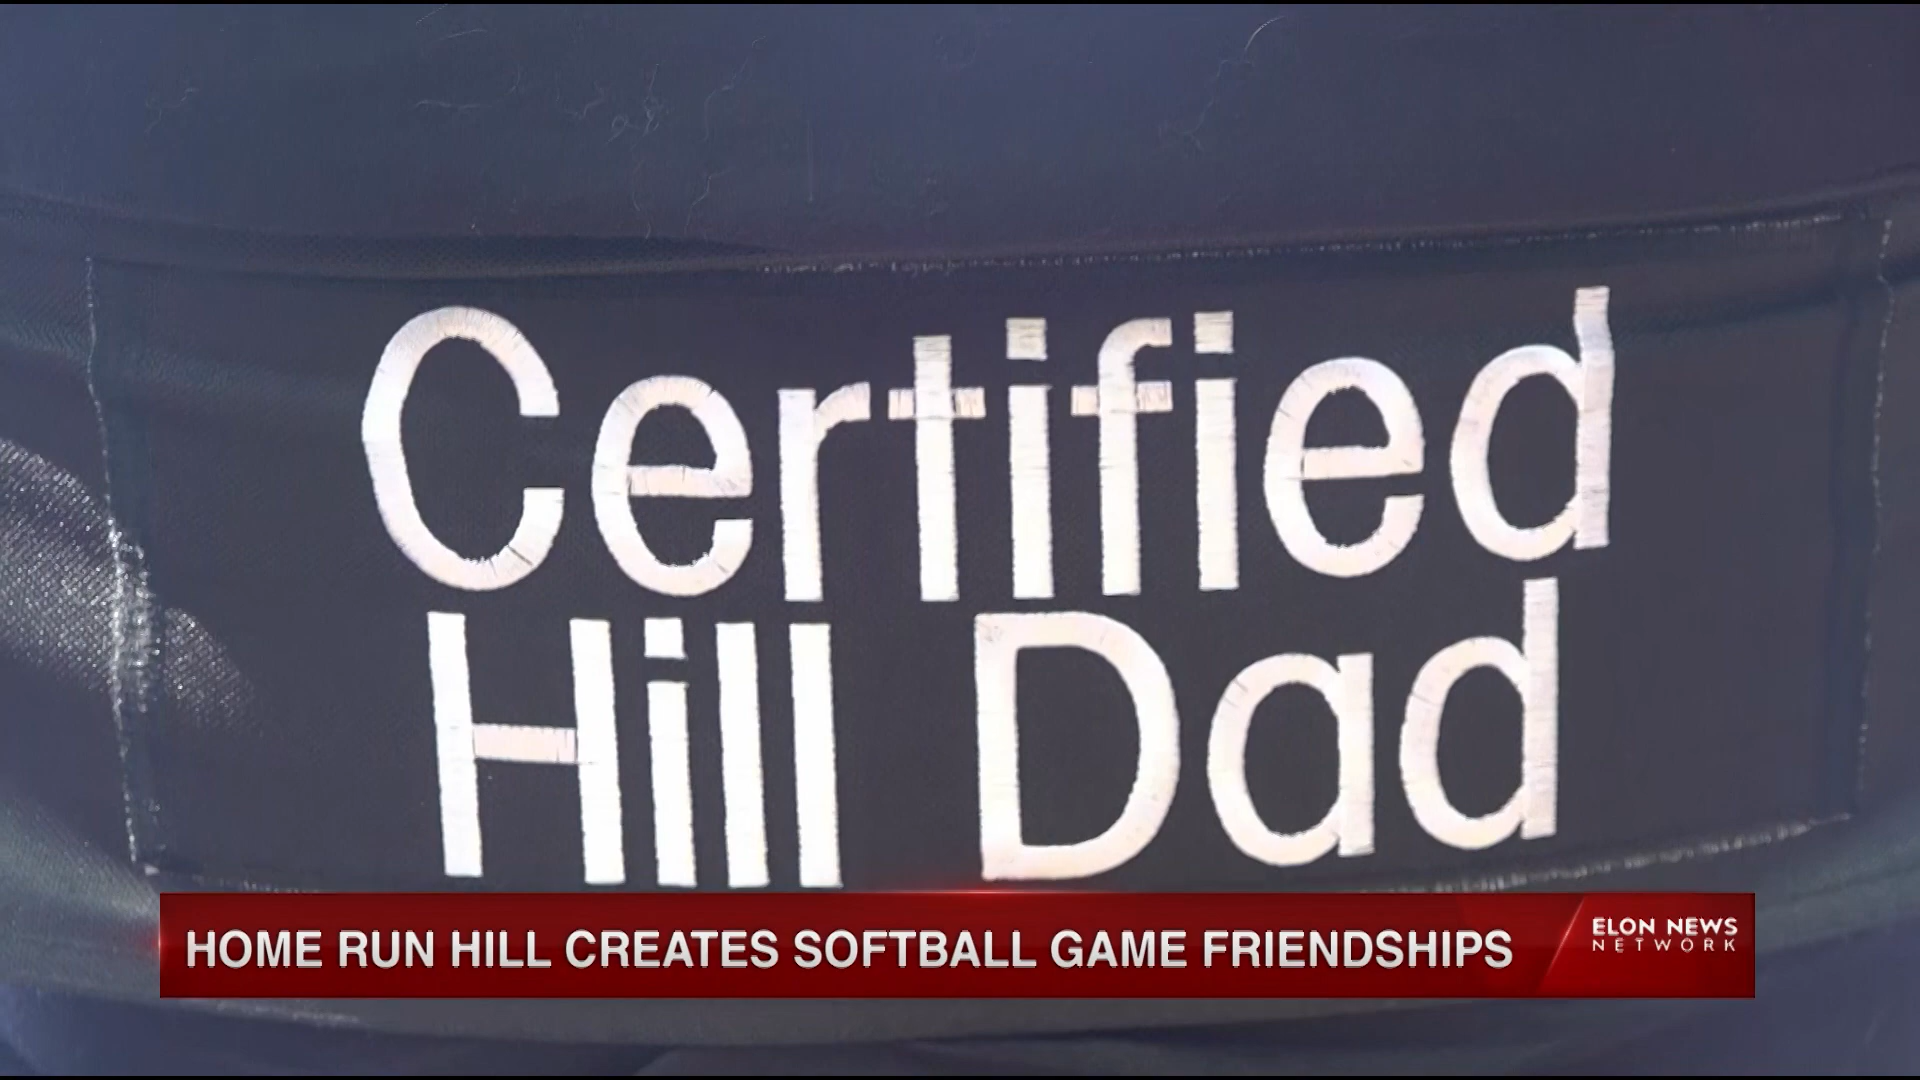 Certified
Hill Dad
HOME RUN HILL CREATES SOFTBALL GAME FRIENDSHIPS
ELON NEWS
NETWORK